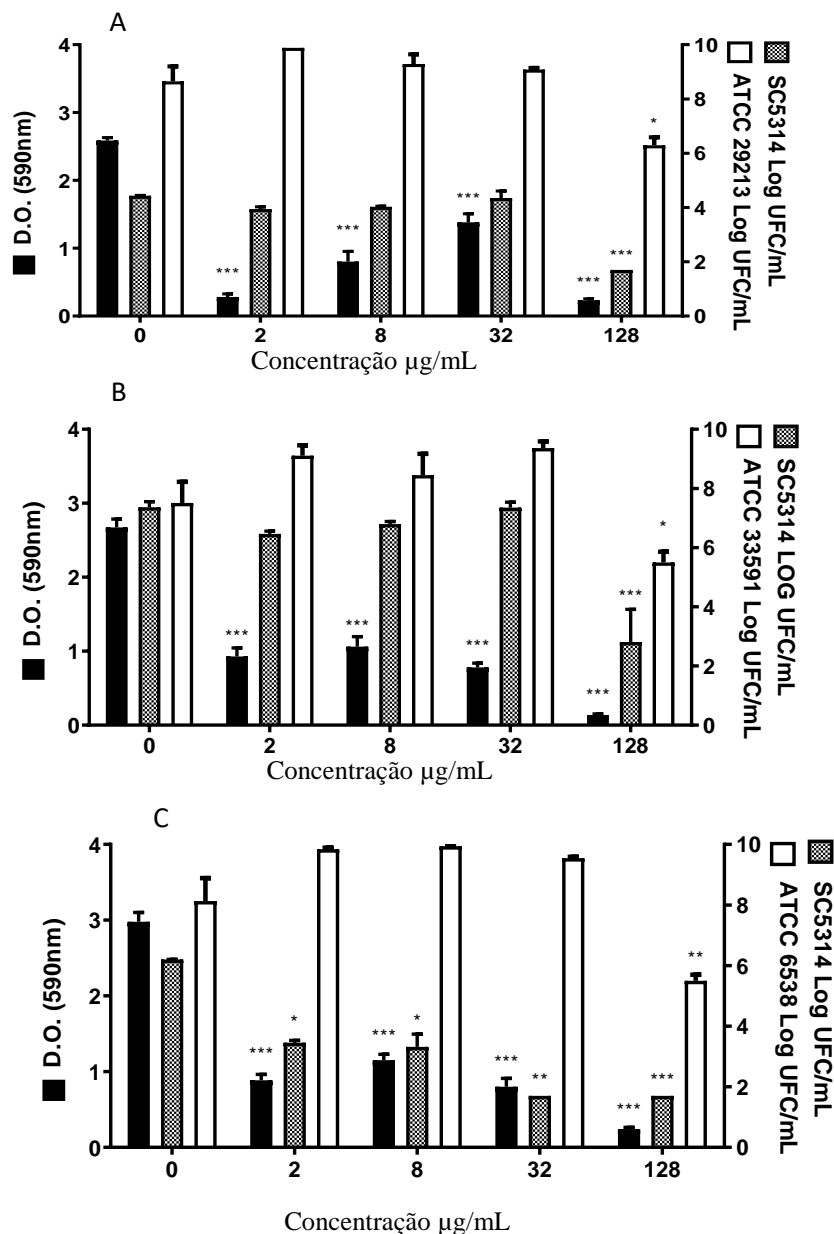 A
D.O. (590nm)
4
3
2
1
0
*** *** *** *** *** *
10
8
6
4
2
0
ATCC 29213 Log UFC/mL
SC5314 Log UFC/mL
0 2 8 32 128
Concentração µg/mL
B
D.O. (590nm)
4
3
2
1
0
*** *** *** *** *** *
10
8
6
4
2
0
ATCC 33591 Log UFC/mL
SC5314 LOG UFC/mL
0 2 8 32 128
Concentração µg/mL
C
D.O. (590nm)
4
3
2
1
0
*** * *** * *** ** *** *** **
10
8
6
4
2
0
ATCC 6538 Log UFC/mL
SC5314 Log UFC/mL
0 2 8 32 128
Concentração µg/mL